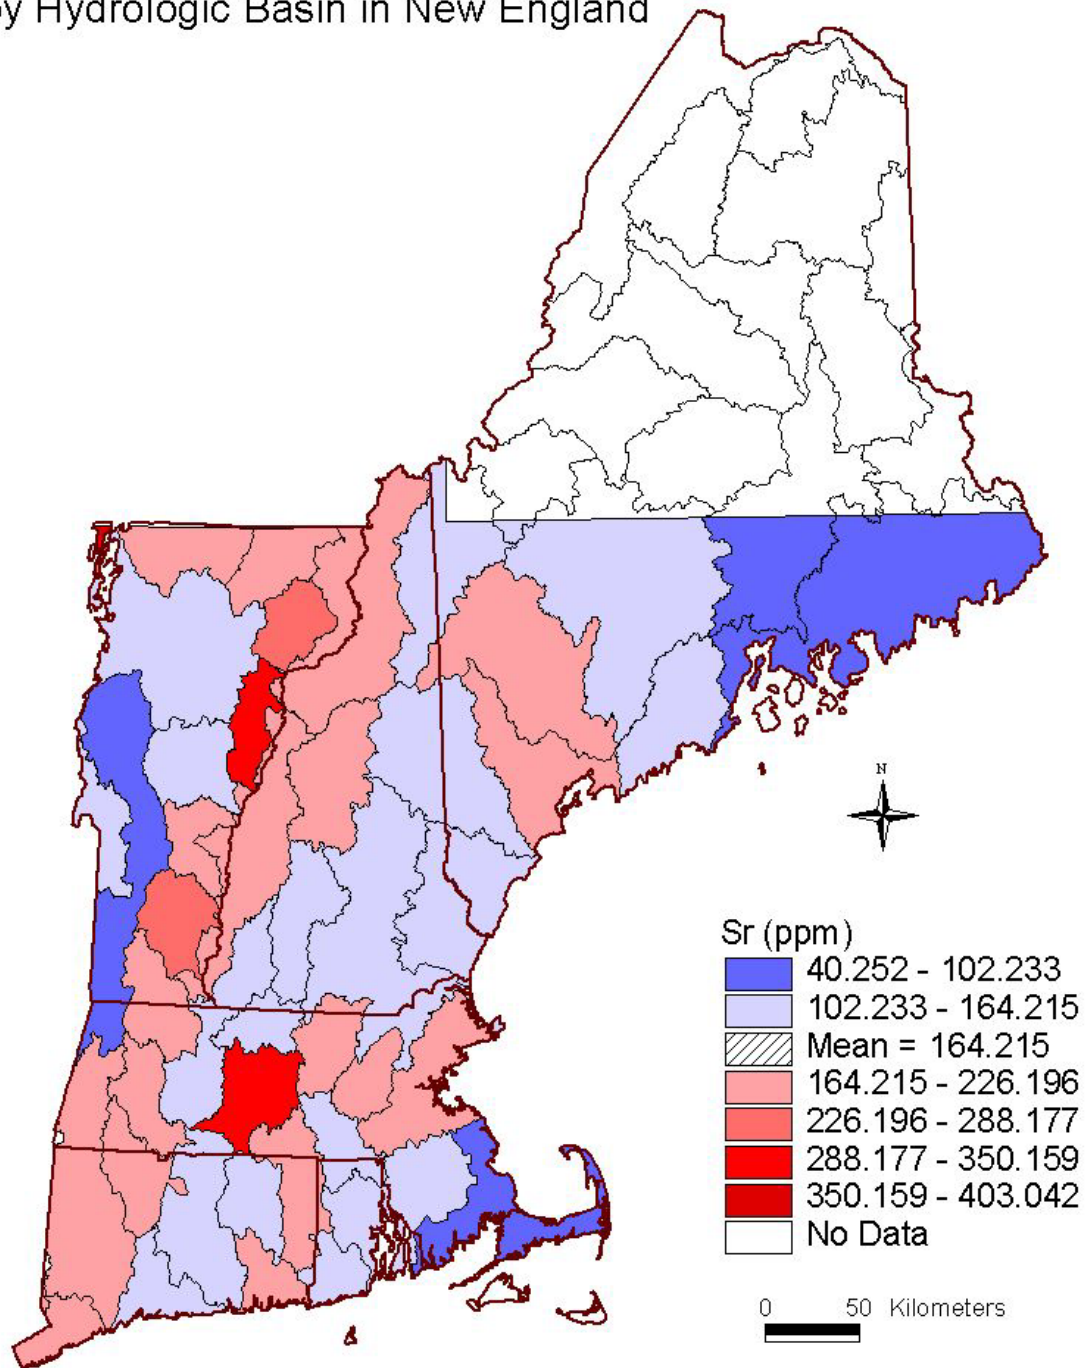 by Hydrologic Basin in New England
N
Sr (ppm)
40.252 - 102.233
102.233 - 164.215
Mean = 164.215
164.215 - 226.196
226.196 - 288.177
288.177 - 350.159
350.159 - 403.042
No Data
0 50 Kilometers